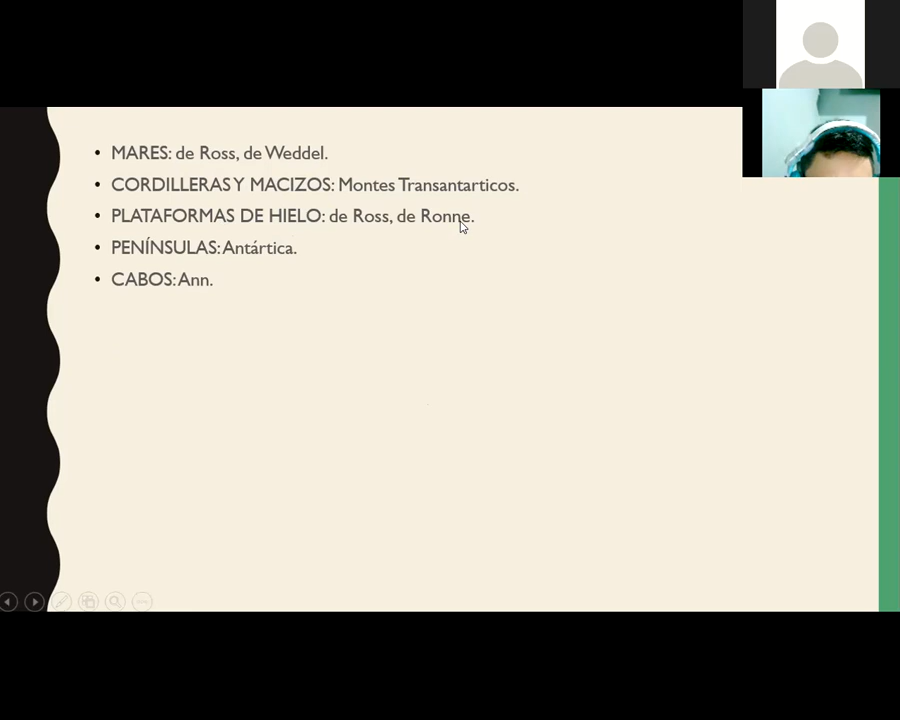 • MARES: de Ross, de Weddel.
• CORDILLERAS Y MACIZOS: Montes Transantarticos.
• PLATAFORMAS DE HIELO: de Ross, de Ronne.
• PENÍNSULAS: Antártica.
• CABOS: Ann.